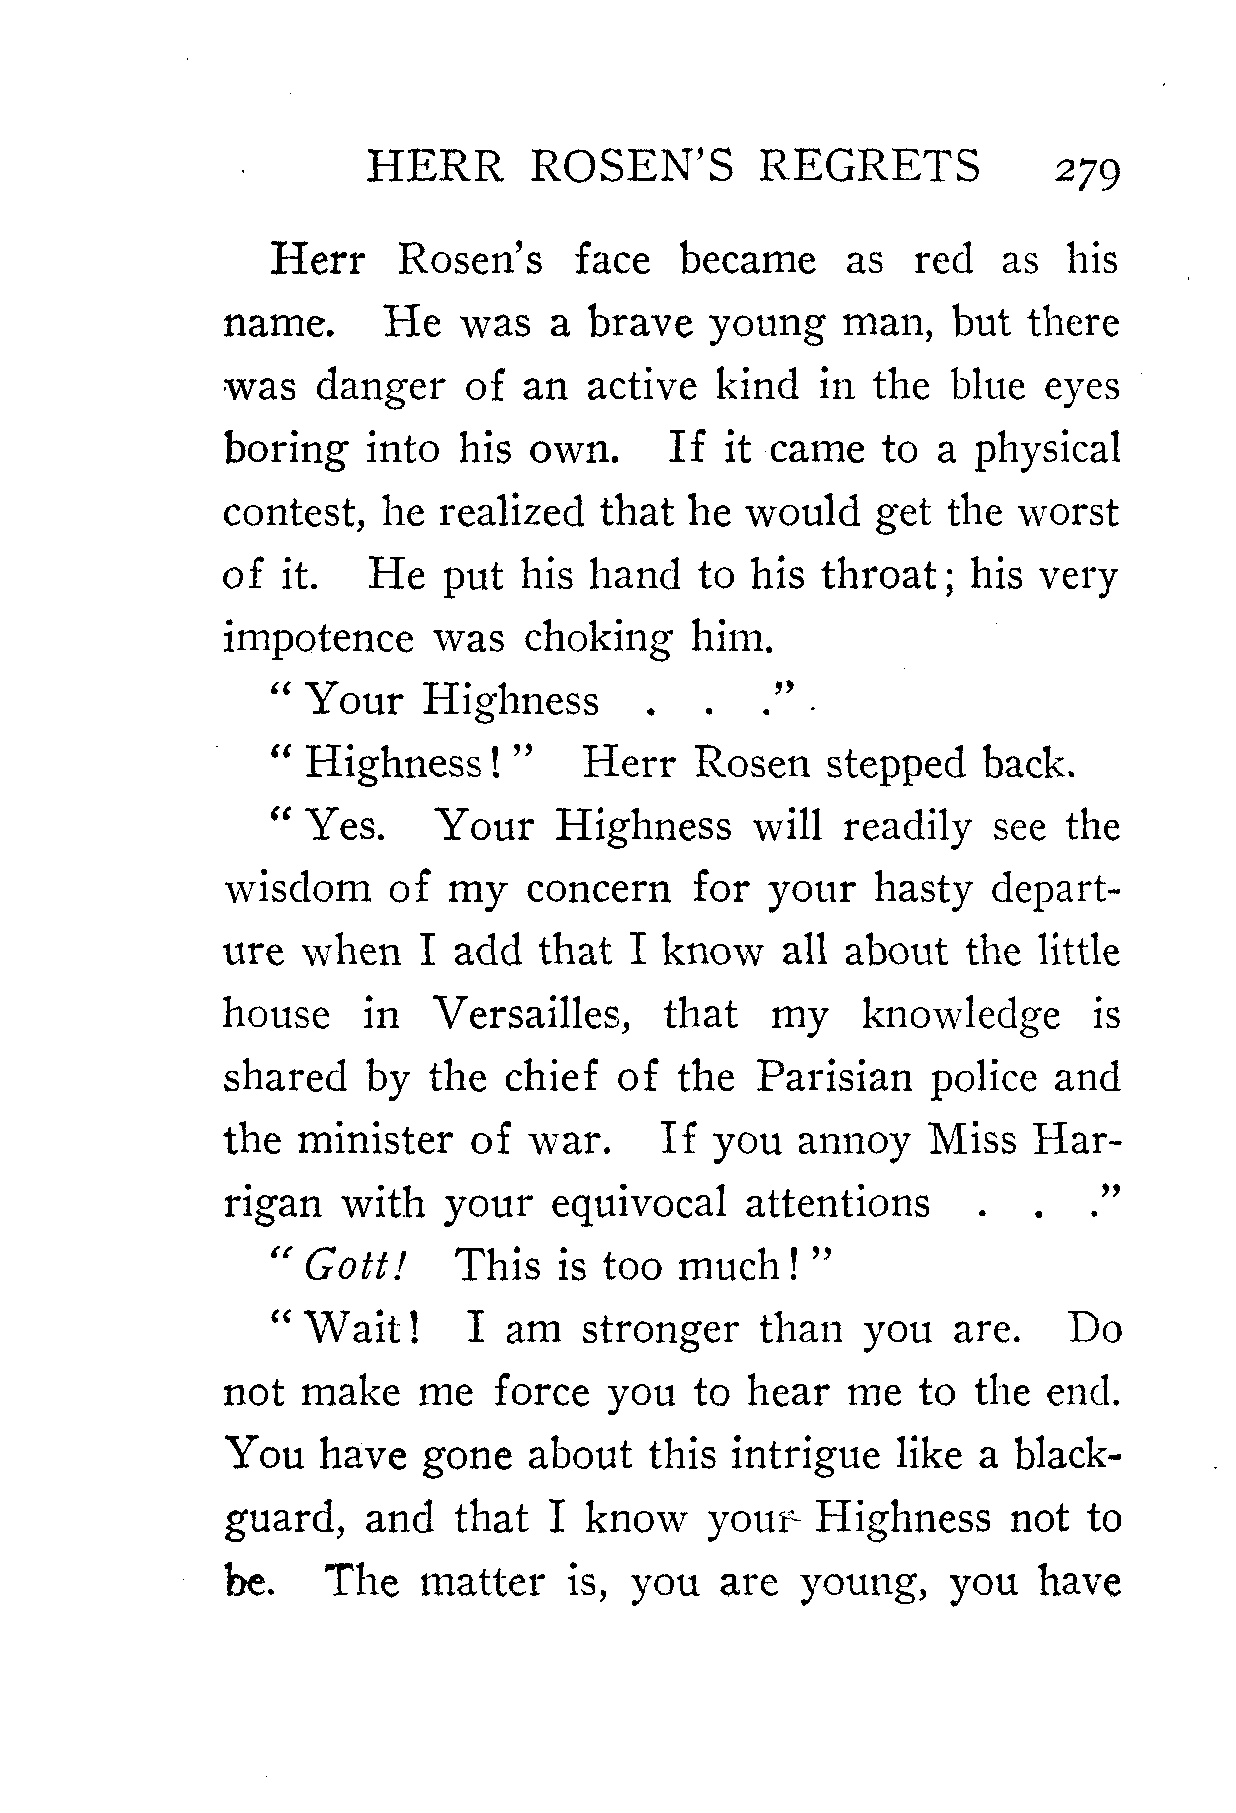 HERR ROSEN'S REGRETS 279
Herr Rosen's face became as red as his
name. He was a brave young man, but there
was danger of an active kind in the blue eyes
boring into his own. If it came to a physical
contest, he realized that he would get the worst
of it. He put his hand to his throat; his very
impotence was choking him.
" Your Highness . . ."
" Highness! " Herr Rosen stepped back.
" Yes. Your Highness will readily see the
wisdom of my concern for your hasty depart-
ure when I add that I know all about the little
house in Versailles, that my knowledge is
shared by the chief of the Parisian police and
the minister of war. If you annoy Miss Har-
rigan with your equivocal attentions . . ."
" Gott! This is too much! "
" Wait! I am stronger than you are. Do
not make me force you to hear me to the end.
You have gone about this intrigue like a black-
guard, and that I know your Highness not to
be. The matter is, you are young, you have